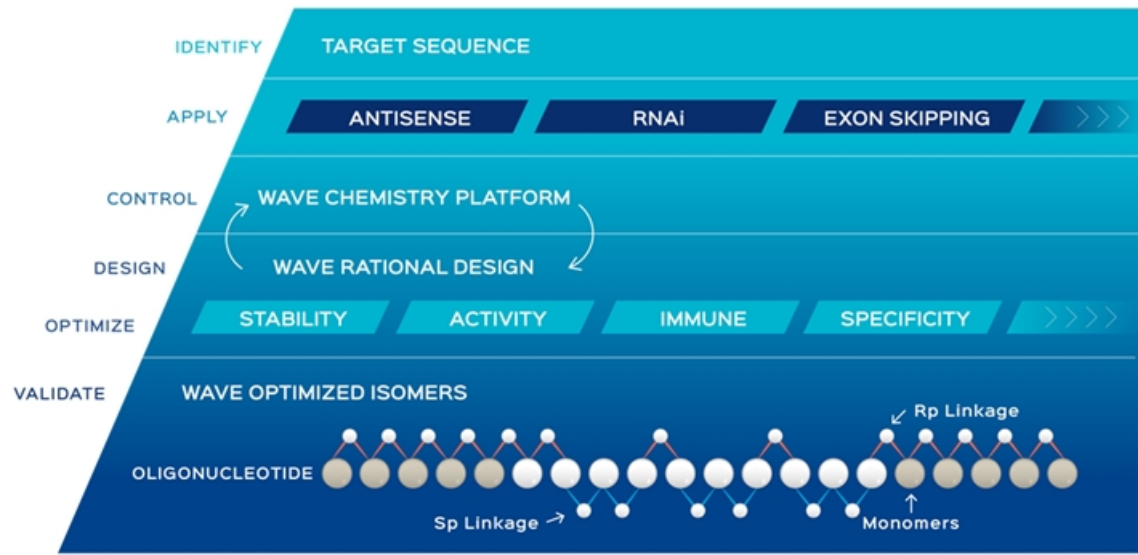 IDENTIFY TARGET SEQUENCE
APPLY ANTISENSE RNAi EXON SKIPPING
CONTROL WAVE CHEMISTRY PLATFORM
DESIGN WAVE RATIONAL DESIGN
OPTIMIZE STABILITY ACTIVITY IMMUNE SPECIFICITY
VALIDATE WAVE OPTIMIZED ISOMERS
Rp Linkage
OLIGONUCLEOTIDE
Sp Linkage
Monomers